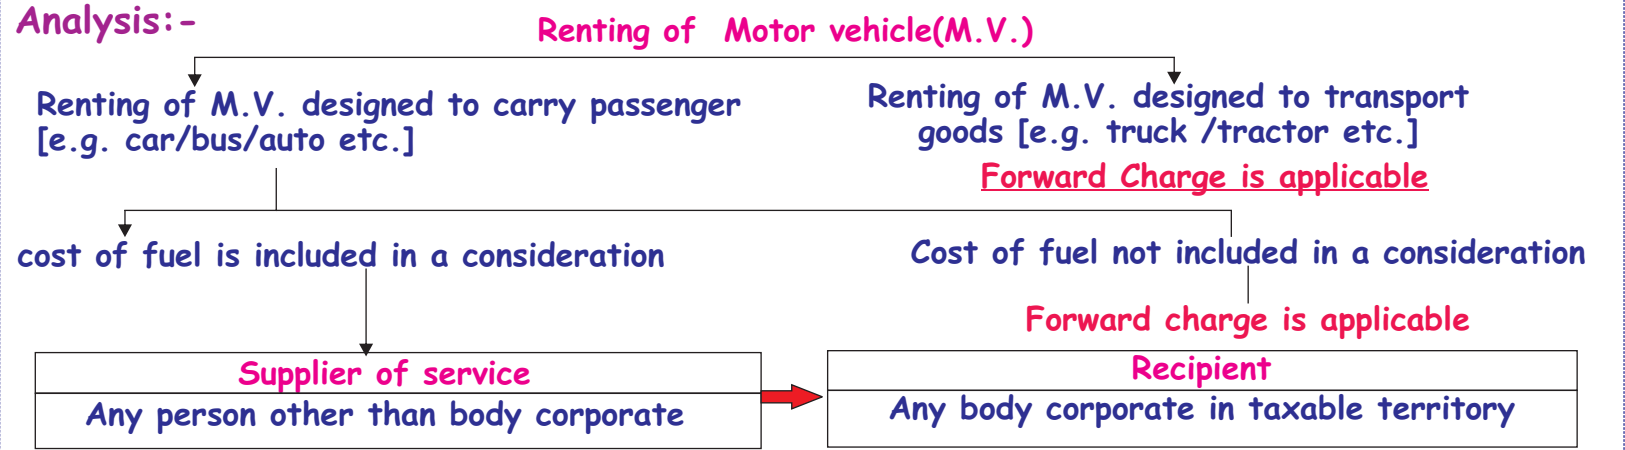 Analysis:-
Renting of Motor vehicle(M.V.)
Renting of M.V. designed to carry passenger
[e.g. car/bus/auto etc.]
Renting of M.V. designed to transport
goods [e.g. truck /tractor etc.]
Forward Charge is applicable
cost of fuel is included in a consideration
Cost of fuel not included in a consideration
Forward charge is applicable
Supplier of service
Any person other than body corporate
Recipient
Any body corporate in taxable territory